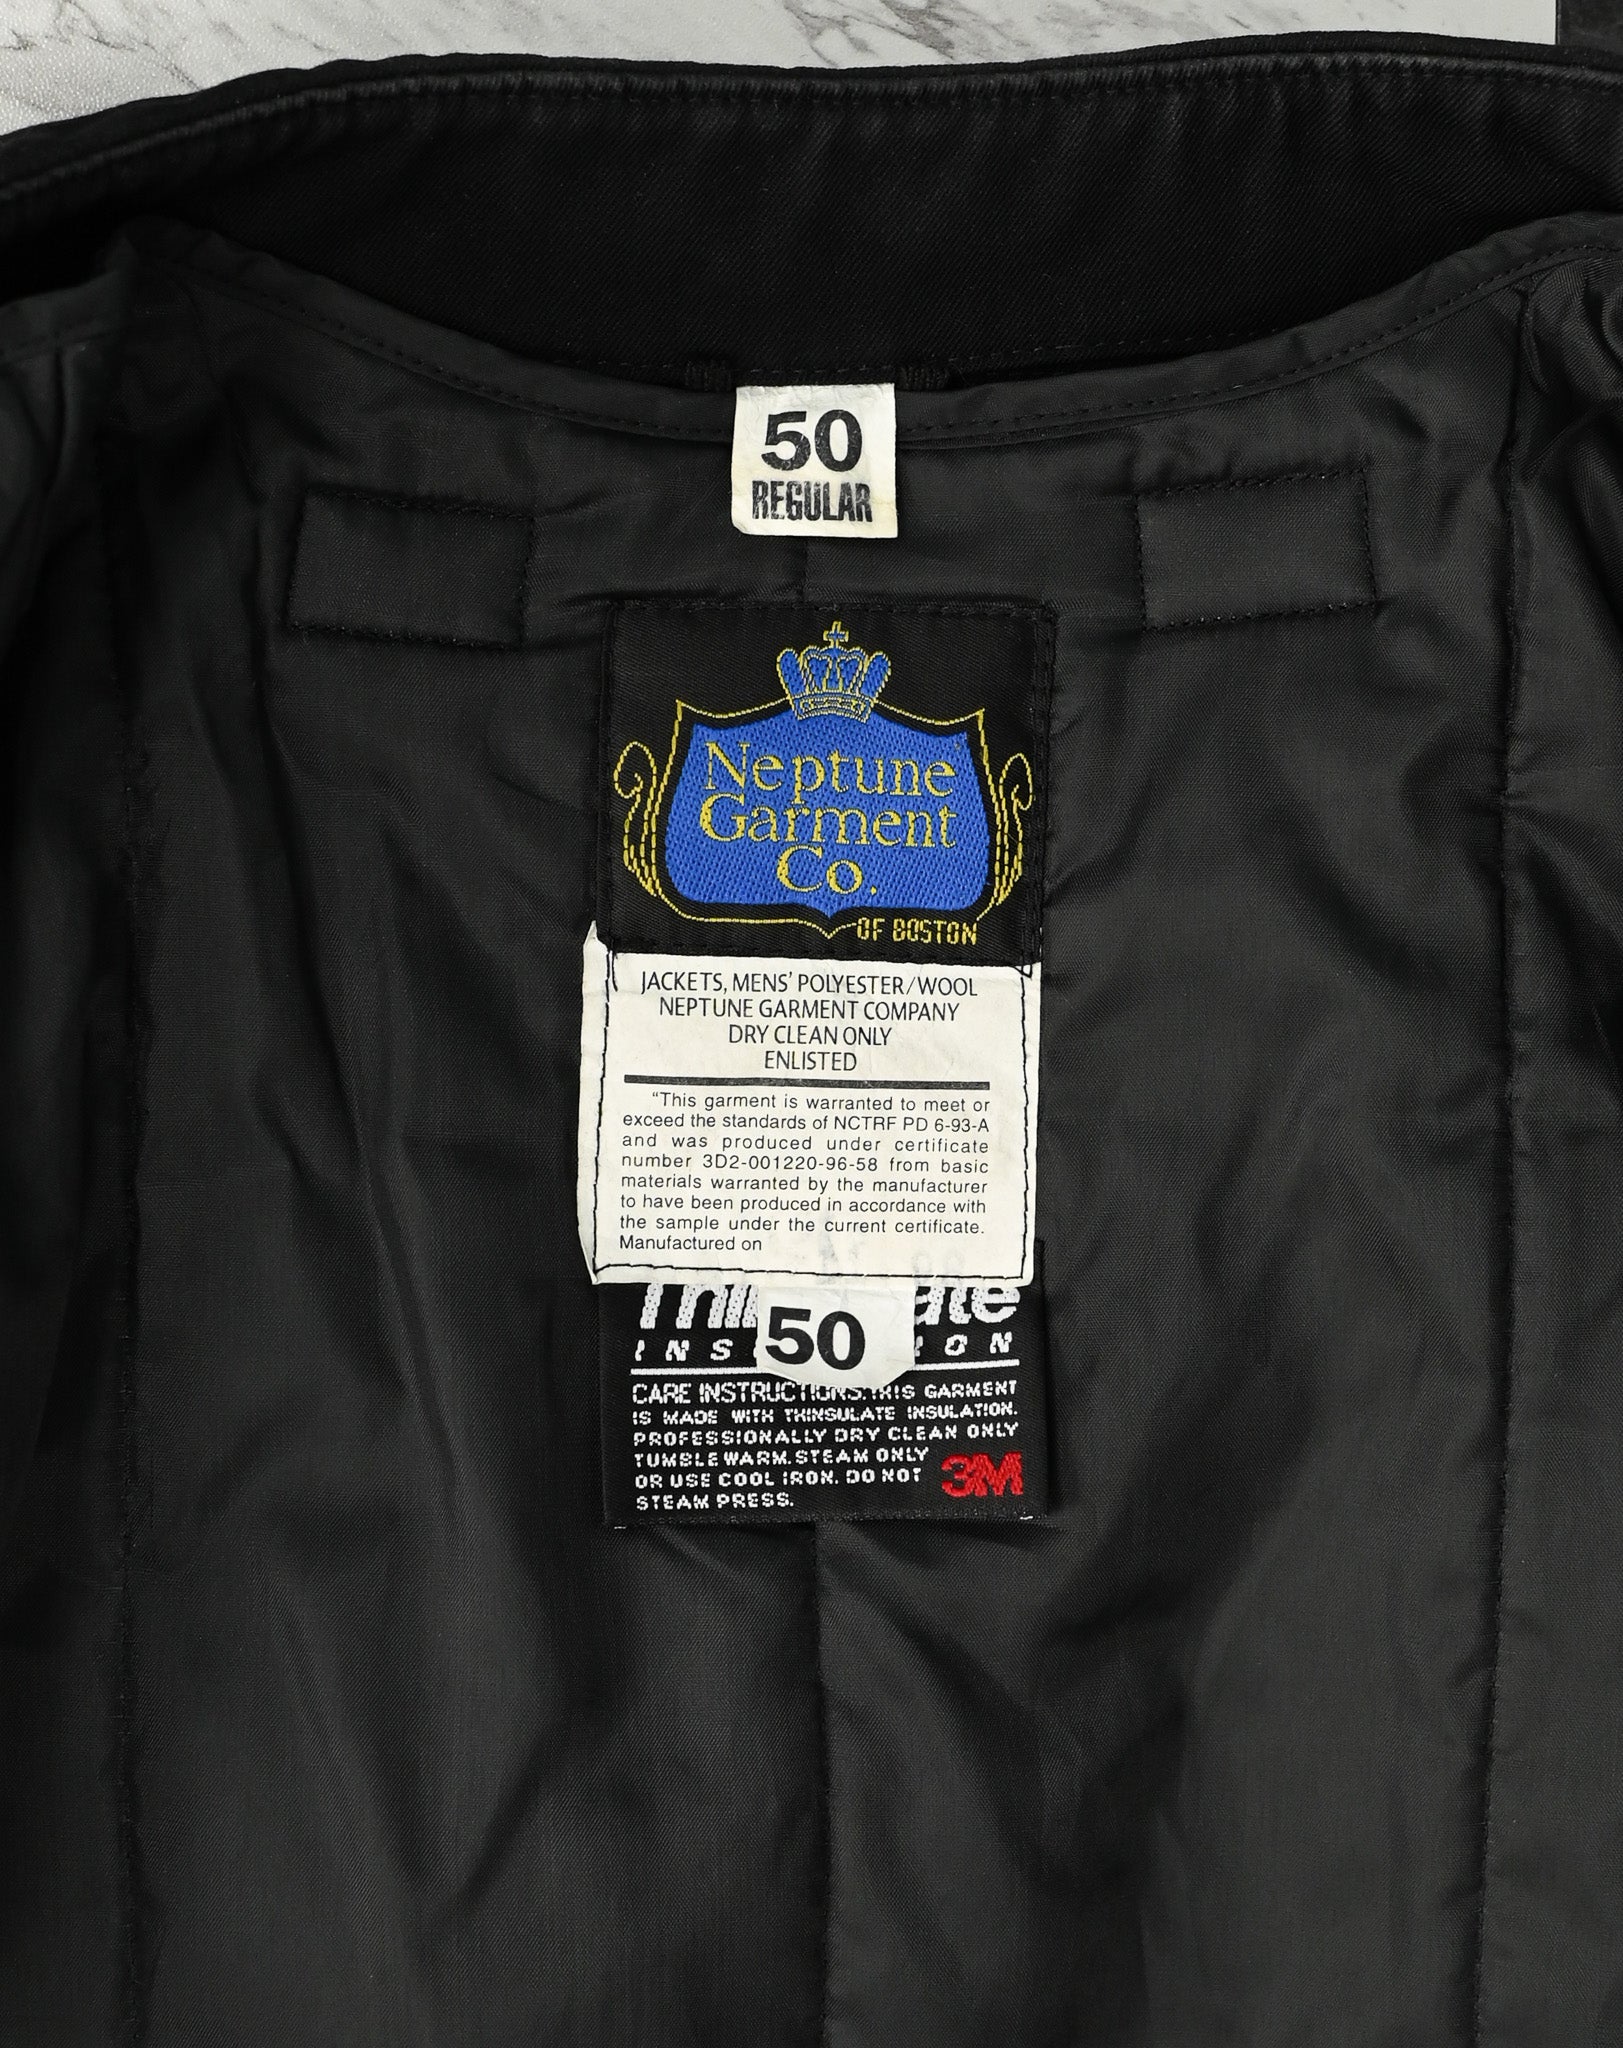 50
REGULAR
Neptune
Garment
Co.
OF BOSTON
JACKETS, MENS' POLYESTER/WOOL
NEPTUNE GARMENT COMPANY
DRY CLEAN ONLY
ENLISTED
"This garment is warranted to meet or
exceed the standards of NCTRF PD 6-93-A
and was produced under certificate
number 3D2-001220-96-58 from basic
materials warranted by the manufacturer
to have been produced in accordance with
the sample under the current certificate.
Manufactured on
50
CARE INSTRUCTIONS. THIS GARMENT
IS MADE WITH THINSULATE INSULATION.
PROFESSIONALLY DRY CLEAN ONLY
TUMBLE WARM. STEAM ONLY
OR USE COOL IRON. DO NOT
STEAM PRESS.
3M